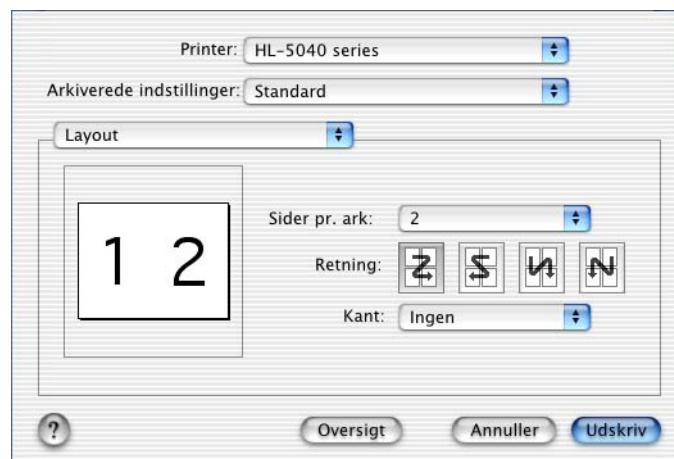 Printer: HL-5040 series
Arkiverede indstillinger: Standard
Layout
1 2
Sider pr. ark: 2
Retning:
Kant: Ingen
? Oversigt Annuller Udskriv